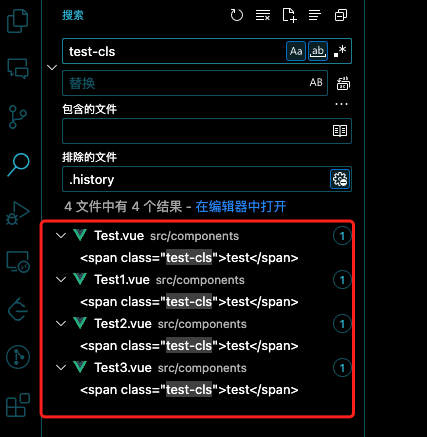 搜索
test-cls
Aa
ab
替换
AB
包含的文件
排除的文件
.history
4 文件中有 4 个结果 - 在编辑器中打开
Test.vue src/components 1
<span class="test-cls">test</span>
Test1.vue src/components 1
<span class="test-cls">test</span>
Test2.vue src/components 1
<span class="test-cls">test</span>
Test3.vue src/components 1
<span class="test-cls">test</span>